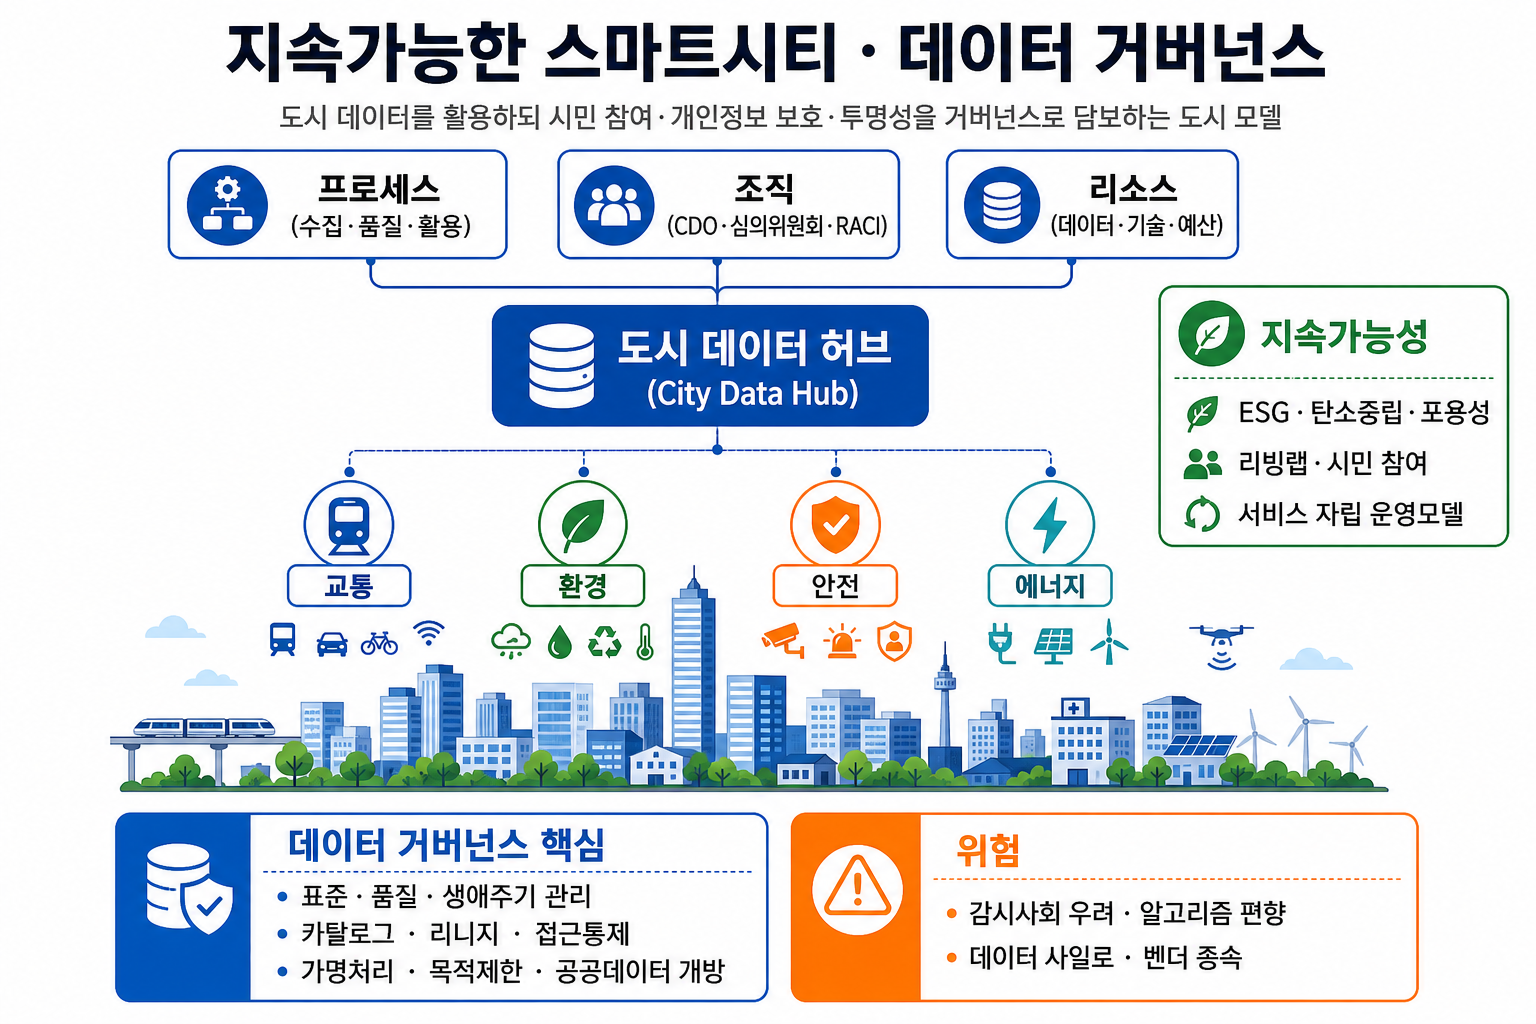 지속가능한 스마트시티 · 데이터 거버넌스
도시 데이터를 활용하되 시민 참여 · 개인정보 보호 · 투명성을 거버넌스로 담보하는 도시 모델
프로세스
(수집 · 품질 · 활용)
조직
(CDO · 심의위원회 · RACI)
리소스
(데이터 · 기술 · 예산)
도시 데이터 허브
(City Data Hub)
지속가능성
ESG · 탄소중립 · 포용성
리빙랩 · 시민 참여
서비스 자립 운영모델
교통
환경
안전
에너지
데이터 거버넌스 핵심
• 표준 · 품질 · 생애주기 관리
• 카탈로그 · 리니지 · 접근통제
• 가명처리 · 목적제한 · 공공데이터 개방
위험
• 감시사회 우려 · 알고리즘 편향
• 데이터 사일로 · 벤더 종속